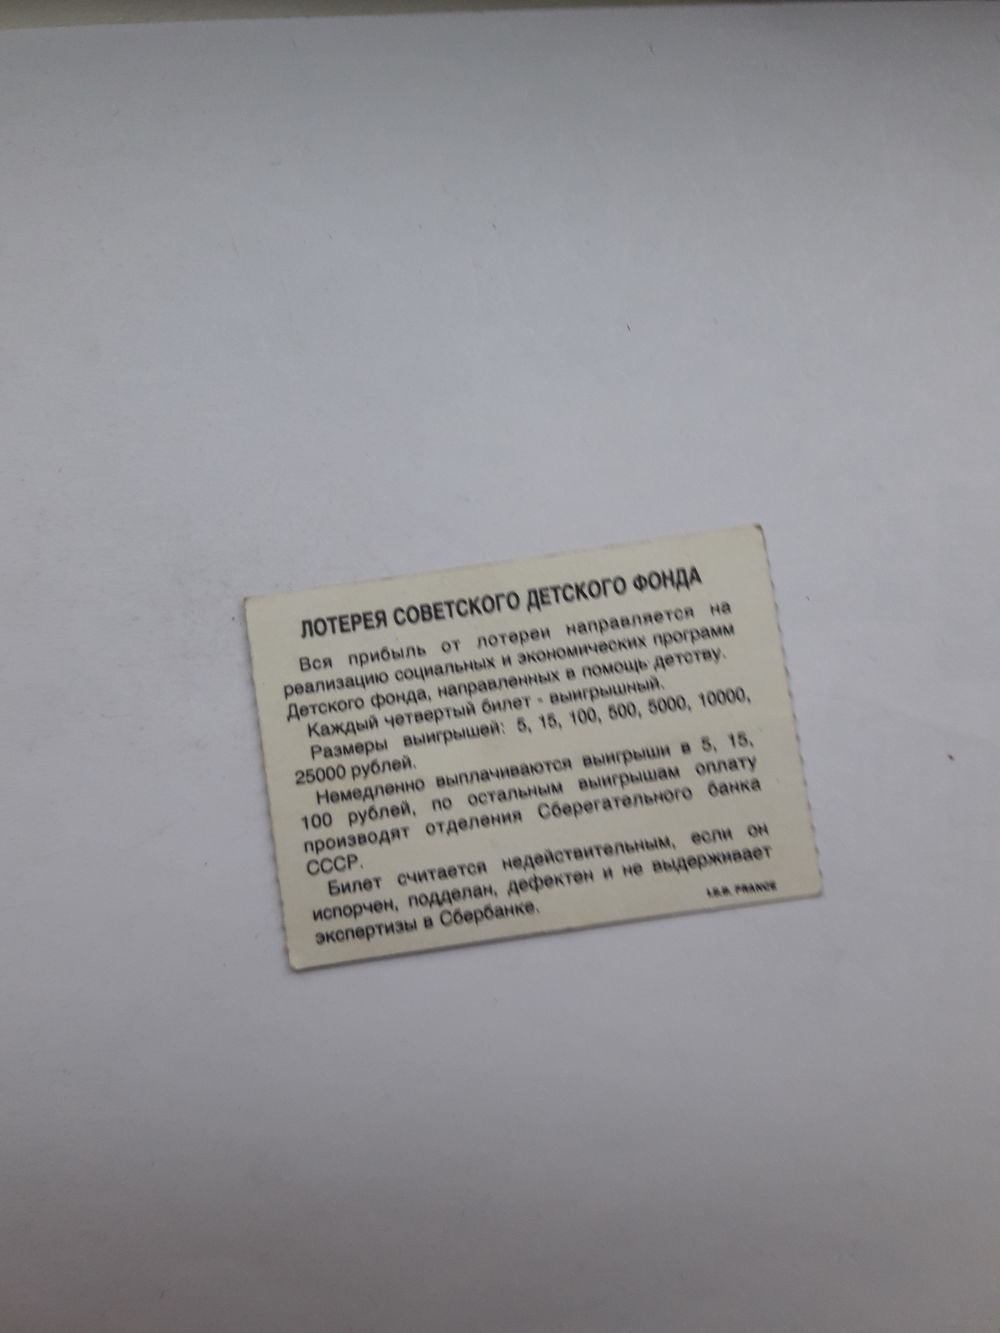 ЛОТЕРЕЯ СОВЕТСКОГО ДЕТСКОГО ФОНДА
Вся прибыль от лотереи направляется на
реализацию социальных и экономических программ
Детского фонда, направленных в помощь детству.
Каждый четвертый билет - выигрышный.
Размеры выигрышей: 5, 15, 100, 500, 5000, 10000,
25000 рублей.
Немедленно выплачиваются выигрыши в 5, 15,
100 рублей, по остальным выигрышам оплату
производят отделения Сберегательного банка
СССР.
Билет считается недействительным, если он
испорчен, подделан, дефектен и не выдерживает
экспертизы в Сбербанке.
FRANCE